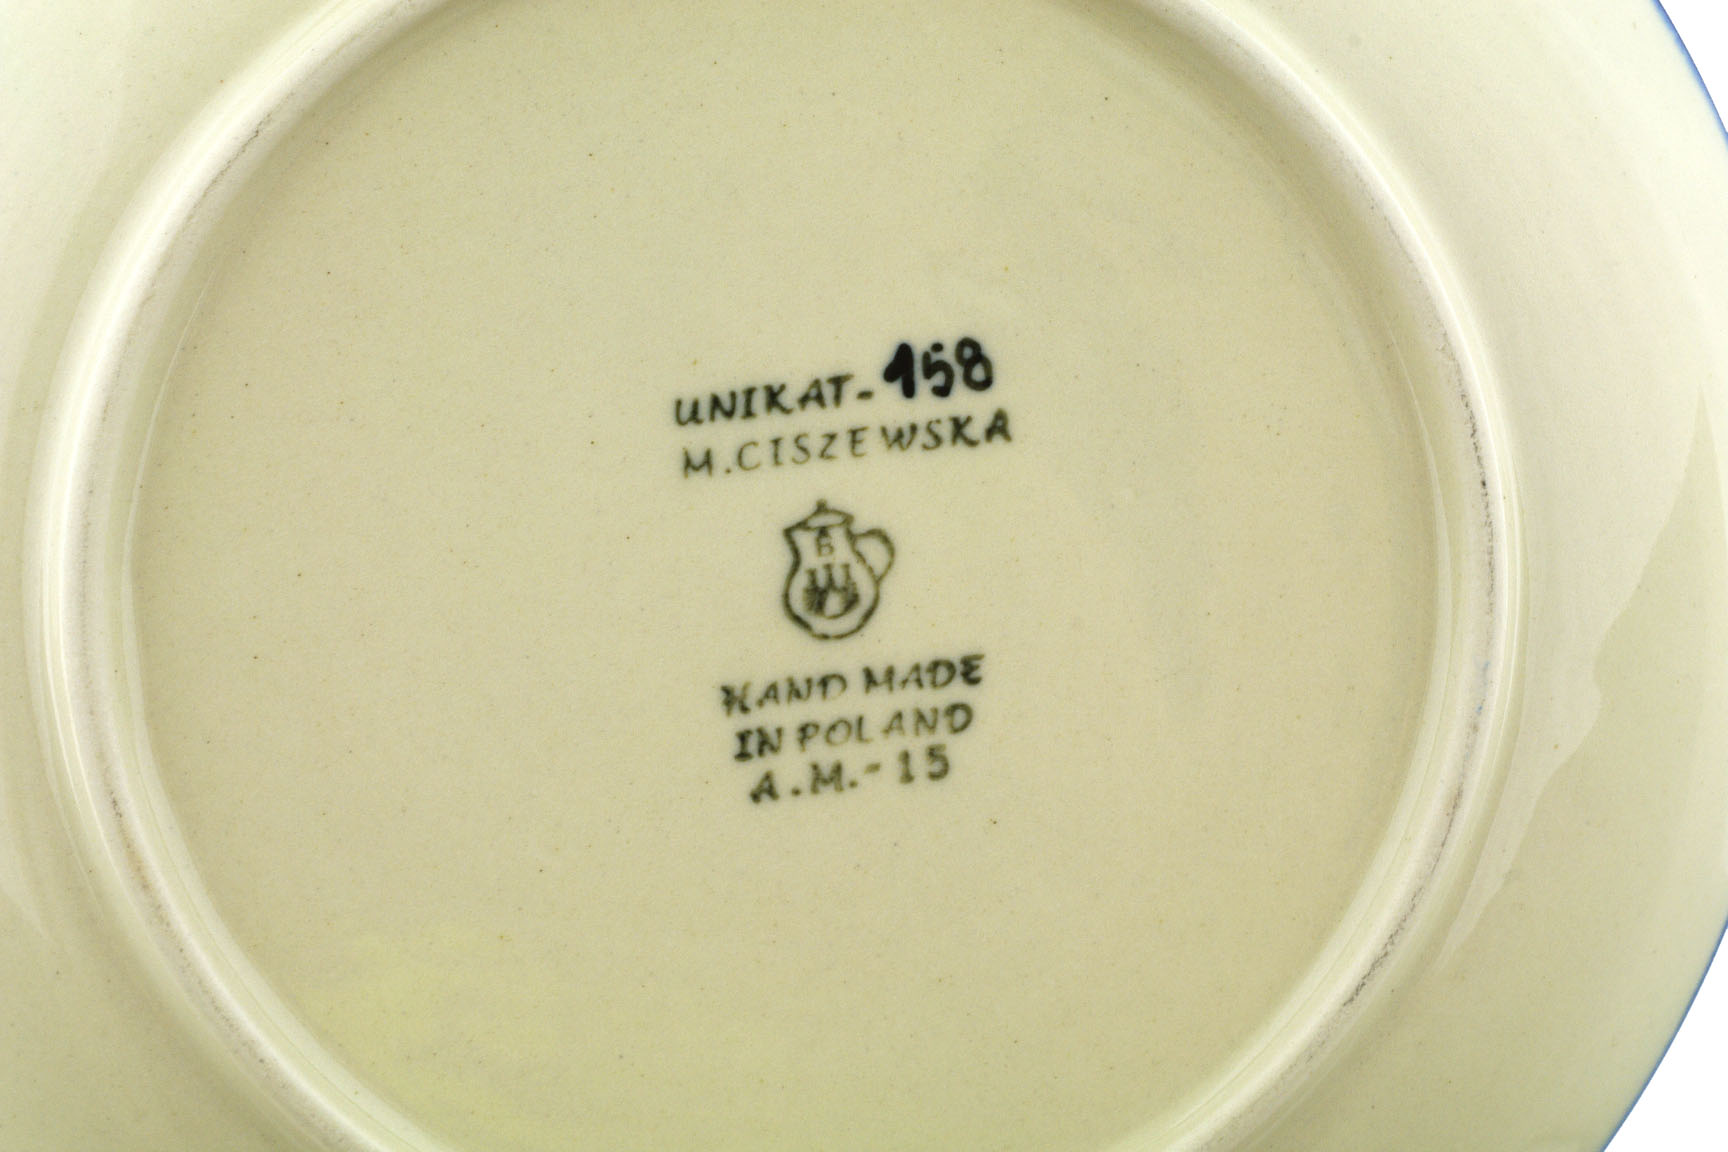 UNIKAT-158
M.CISZEWSKA
B
HAND MADE
IN POLAND
A.M.-15